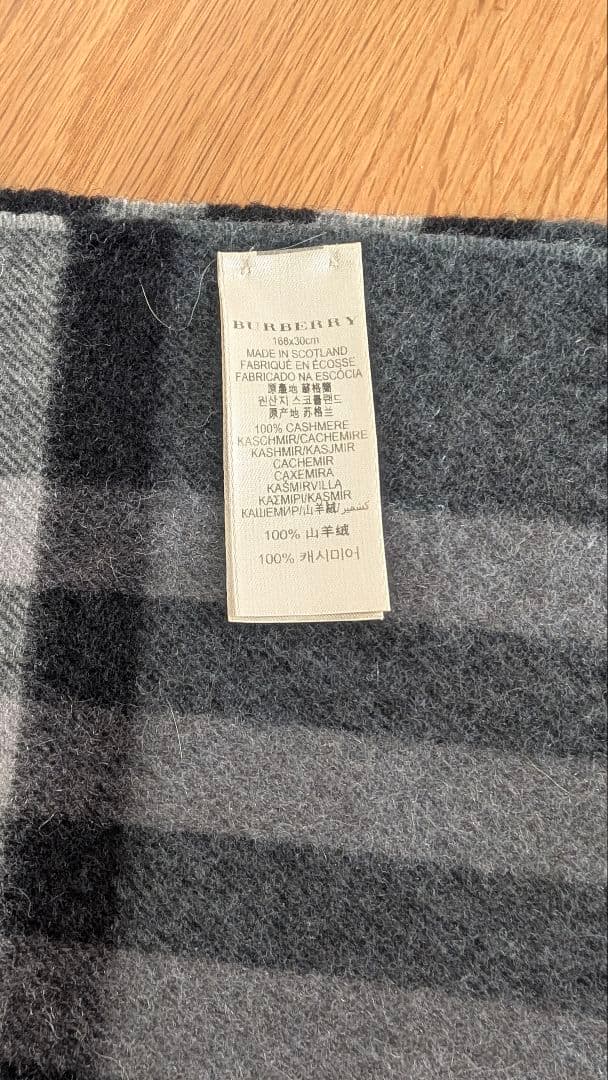 BURBERRY
168x30cm
MADE IN SCOTLAND
FABRIQUÉ EN ÉCOSSE
FABRICADO NA ESCÓCIA
原產地 蘇格蘭
원산지 스코틀랜드
原产地 苏格兰
100% CASHMERE
KASCHMIR/CACHEMIRE
KASHMIR/KASJMIR
CACHEMIR
CAXEMIRA
KAŠMIRVILLA
ΚΑΣΜΙΡΙ/KASMIR
КАШЕМИР/山羊絨/كشمير
100% 山羊绒
100% 캐시미어